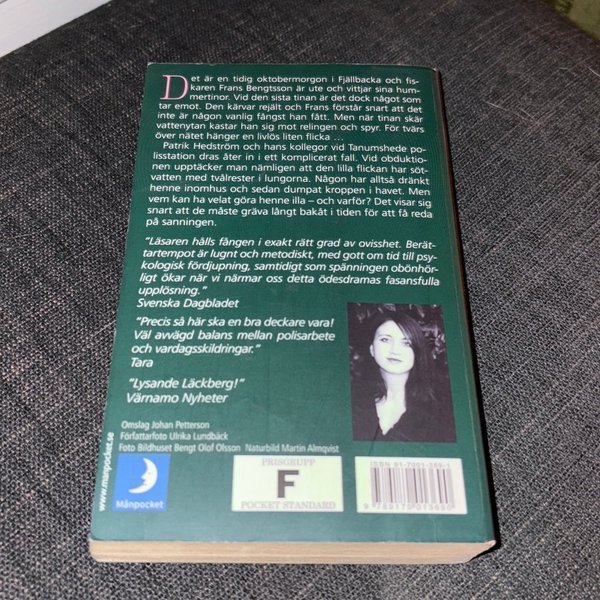 Det är en tidig oktobermorgon i Fjällbacka och fis-
karen Frans Bengtsson är ute och vittjar sina hum-
mertinor. Vid den sista tinan är det dock något som
tar emot. Den kärvar rejält och Frans förstår snart att det
inte är någon vanlig fångst han fått. Men när tinan skär
vattenytan kastar han sig mot relingen och spyr. För tvärs
över nätet hänger en livlös liten flicka ...
Patrik Hedström och hans kollegor vid Tanumshede po-
lisstation dras åter in i ett komplicerat fall. Vid obduktio-
nen upptäcker man nämligen att den lilla flickan har söt-
vatten med tvålrester i lungorna. Någon har alltså dränkt
henne inomhus och sedan dumpat kroppen i havet. Men
vem kan ha velat göra henne illa – och varför? Det visar sig
snart att de måste gräva långt bakåt i tiden för att få reda
på sanningen.
"Läsaren hålls fången i exakt rätt grad av ovisshet. Berät-
tartempot är lugnt och metodiskt, med gott om tid till psy-
kologisk fördjupning, samtidigt som spänningen obönhör-
ligt ökar när vi närmar oss detta ödesdramas fasansfulla
upplösning."
Svenska Dagbladet
"Precis så här ska en bra deckare vara!
Väl avvägd balans mellan polisarbete
och vardagsskildringar."
Tara
"Lysande Läckberg!"
Värnamo Nyheter
Omslag Johan Petterson
Författarfoto Ulrika Lundbäck
Foto Bildhuset Bengt Olof Olsson Naturbild Martin Almqvist
www.manpocket.se
Månpocket
PRISGRUPP
F
POCKET STANDARD
ISBN 91-7001-369-1
9 789170 013690